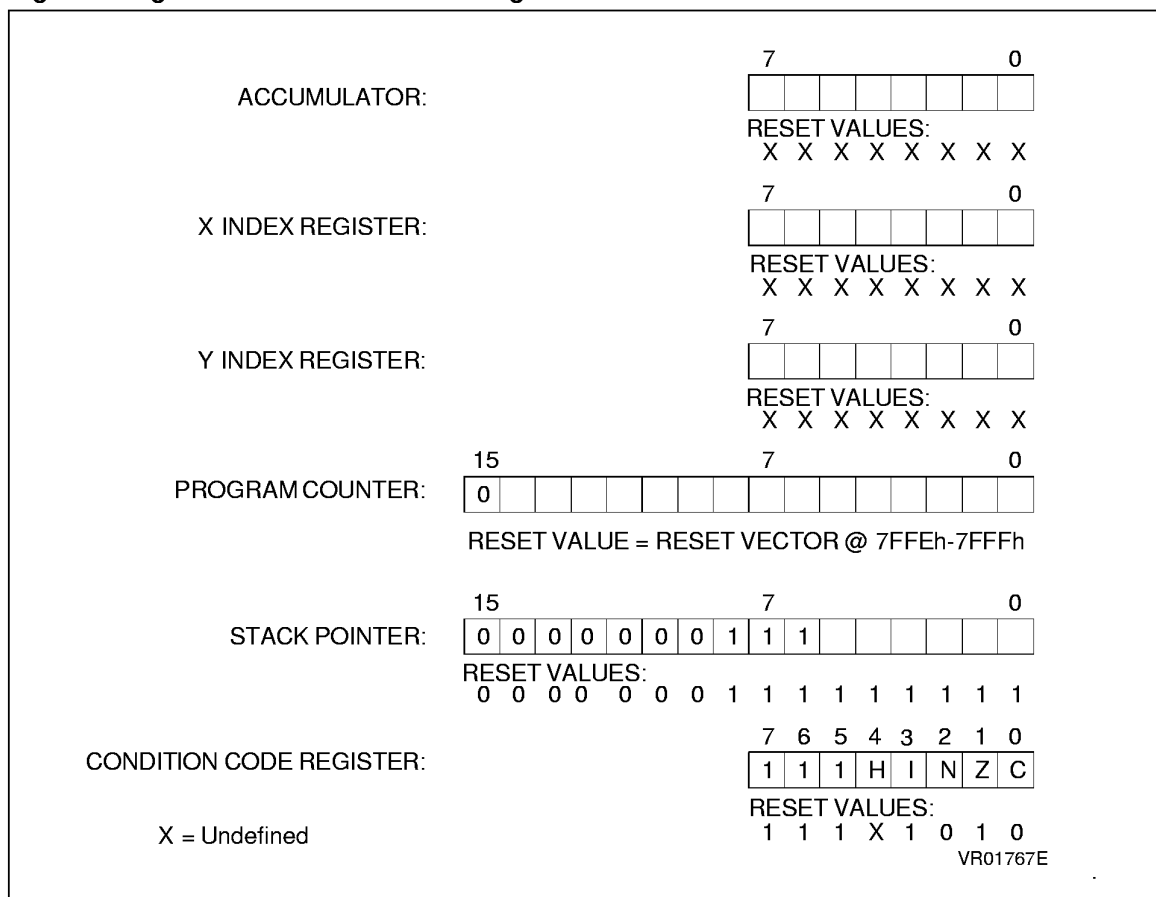 7 0
ACCUMULATOR:
RESET VALUES:
X X X X X X X X
7 0
X INDEX REGISTER:
RESET VALUES:
X X X X X X X X
7 0
Y INDEX REGISTER:
RESET VALUES:
X X X X X X X X
15 7 0
PROGRAM COUNTER: 0
RESET VALUE = RESET VECTOR @ 7FFEh-7FFFh
15 7 0
STACK POINTER: 0 0 0 0 0 0 0 1 1 1
RESET VALUES:
0 0 0 0 0 0 0 1 1 1 1 1 1 1 1 1
7 6 5 4 3 2 1 0
CONDITION CODE REGISTER: 1 1 1 H I N Z C
RESET VALUES:
X = Undefined 1 1 1 X 1 0 1 0
VR01767E